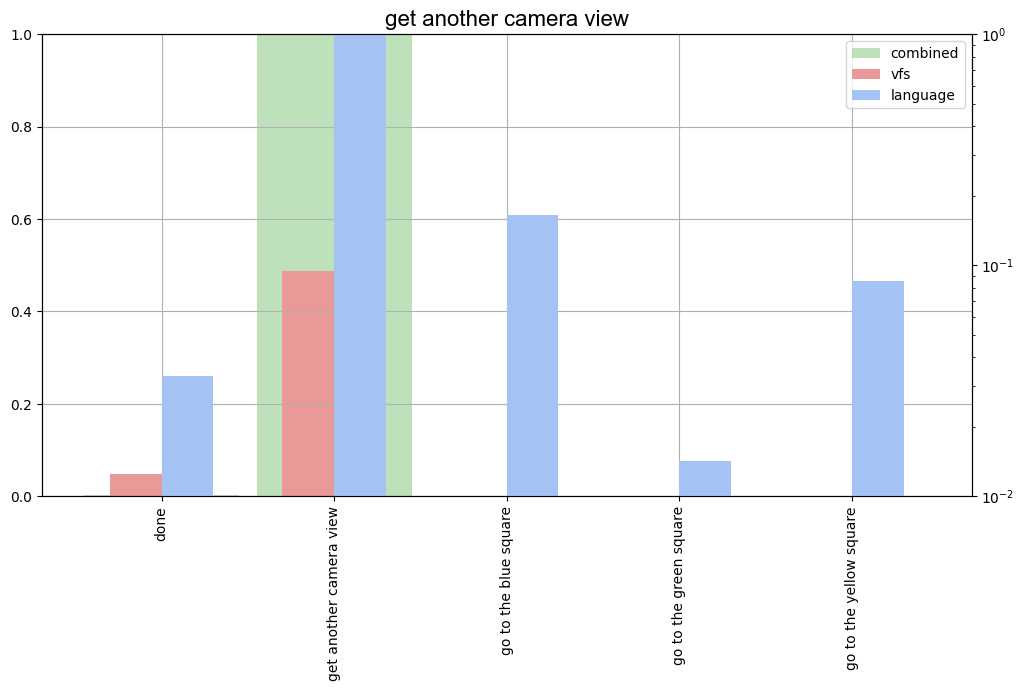 get another camera view
1.0
0.8
0.6
0.4
0.2
0.0
10^0
10^-1
10^-2
combined
vfs
language
done
get another camera view
go to the blue square
go to the green square
go to the yellow square